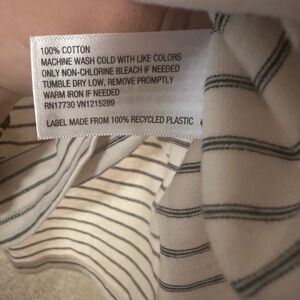 100% COTTON
MACHINE WASH COLD WITH LIKE COLORS
ONLY NON-CHLORINE BLEACH IF NEEDED
TUMBLE DRY LOW, REMOVE PROMPTLY
WARM IRON IF NEEDED
RN17730 VN1215289
LABEL MADE FROM 100% RECYCLED PLASTIC